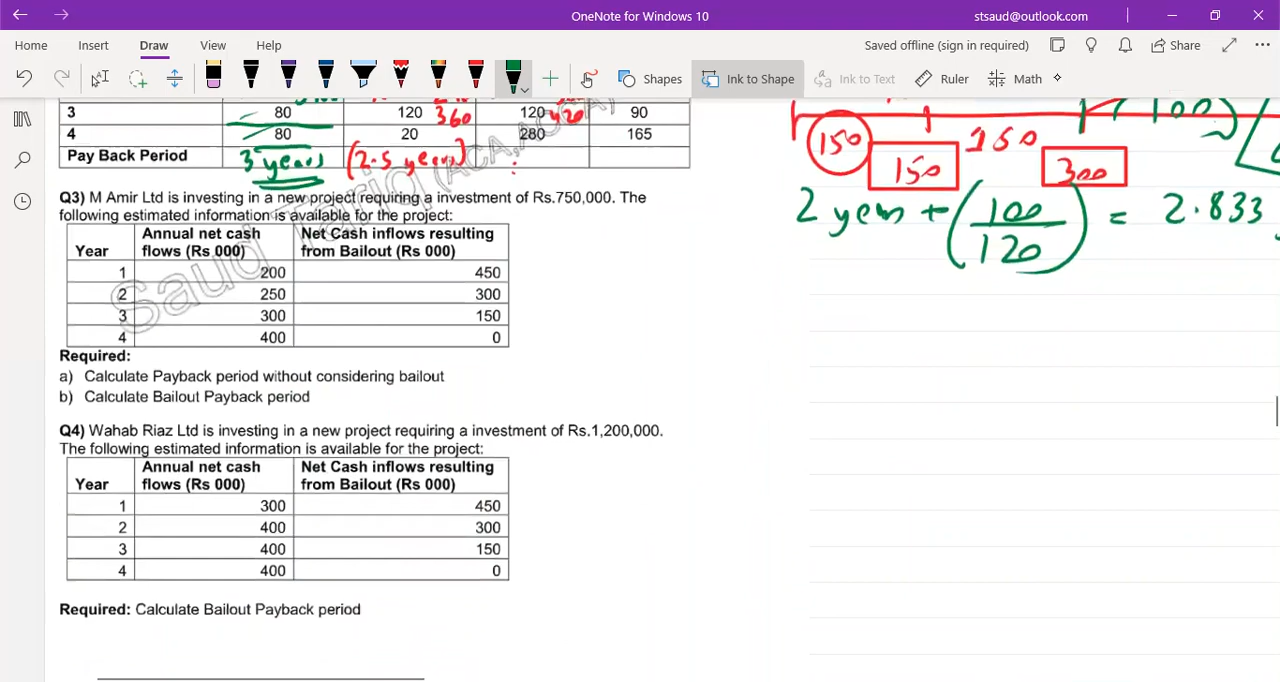 OneNote for Windows 10
stsaud@outlook.com
Home Insert Draw View Help
Saved offline (sign in required)
Share
Shapes
Ink to Shape
Ink to Text
Ruler
Math
3 80 120 360 120 420 90
4 80 20 280 165
Pay Back Period 3 years (2.5 years)
Q3) M Amir Ltd is investing in a new project requiring a investment of Rs.750,000. The
following estimated information is available for the project:
Year Annual net cash flows (Rs 000) Net Cash inflows resulting from Bailout (Rs 000)
1 200 450
2 250 300
3 300 150
4 400 0
Required:
a) Calculate Payback period without considering bailout
b) Calculate Bailout Payback period
Q4) Wahab Riaz Ltd is investing in a new project requiring a investment of Rs.1,200,000.
The following estimated information is available for the project:
Year Annual net cash flows (Rs 000) Net Cash inflows resulting from Bailout (Rs 000)
1 300 450
2 400 300
3 400 150
4 400 0
Required: Calculate Bailout Payback period
Saud Tariq (ACA,ACCA)
150 150 100
150 300
2 years + (100/120) = 2.833